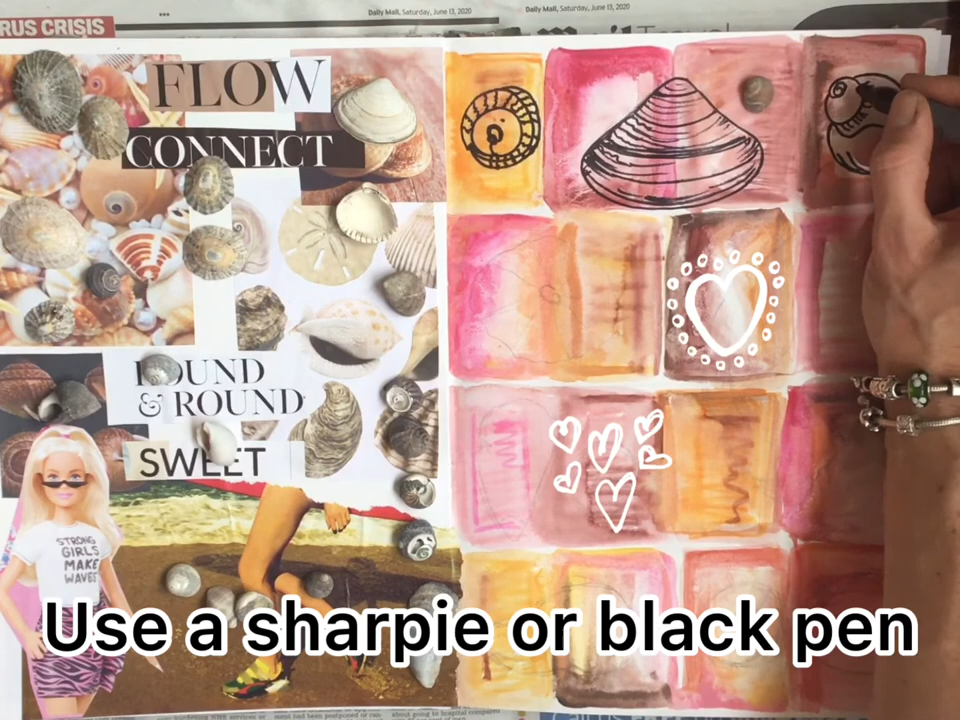 RUS CRISIS
Daily Mail, Saturday, June 13, 2020
Daily Mail, Saturday, June 13, 2020
FLOW
CONNECT
ROUND
& ROUND
SWEET
STRONG
GIRLS
MAKE
WAVES
Use a sharpie or black pen